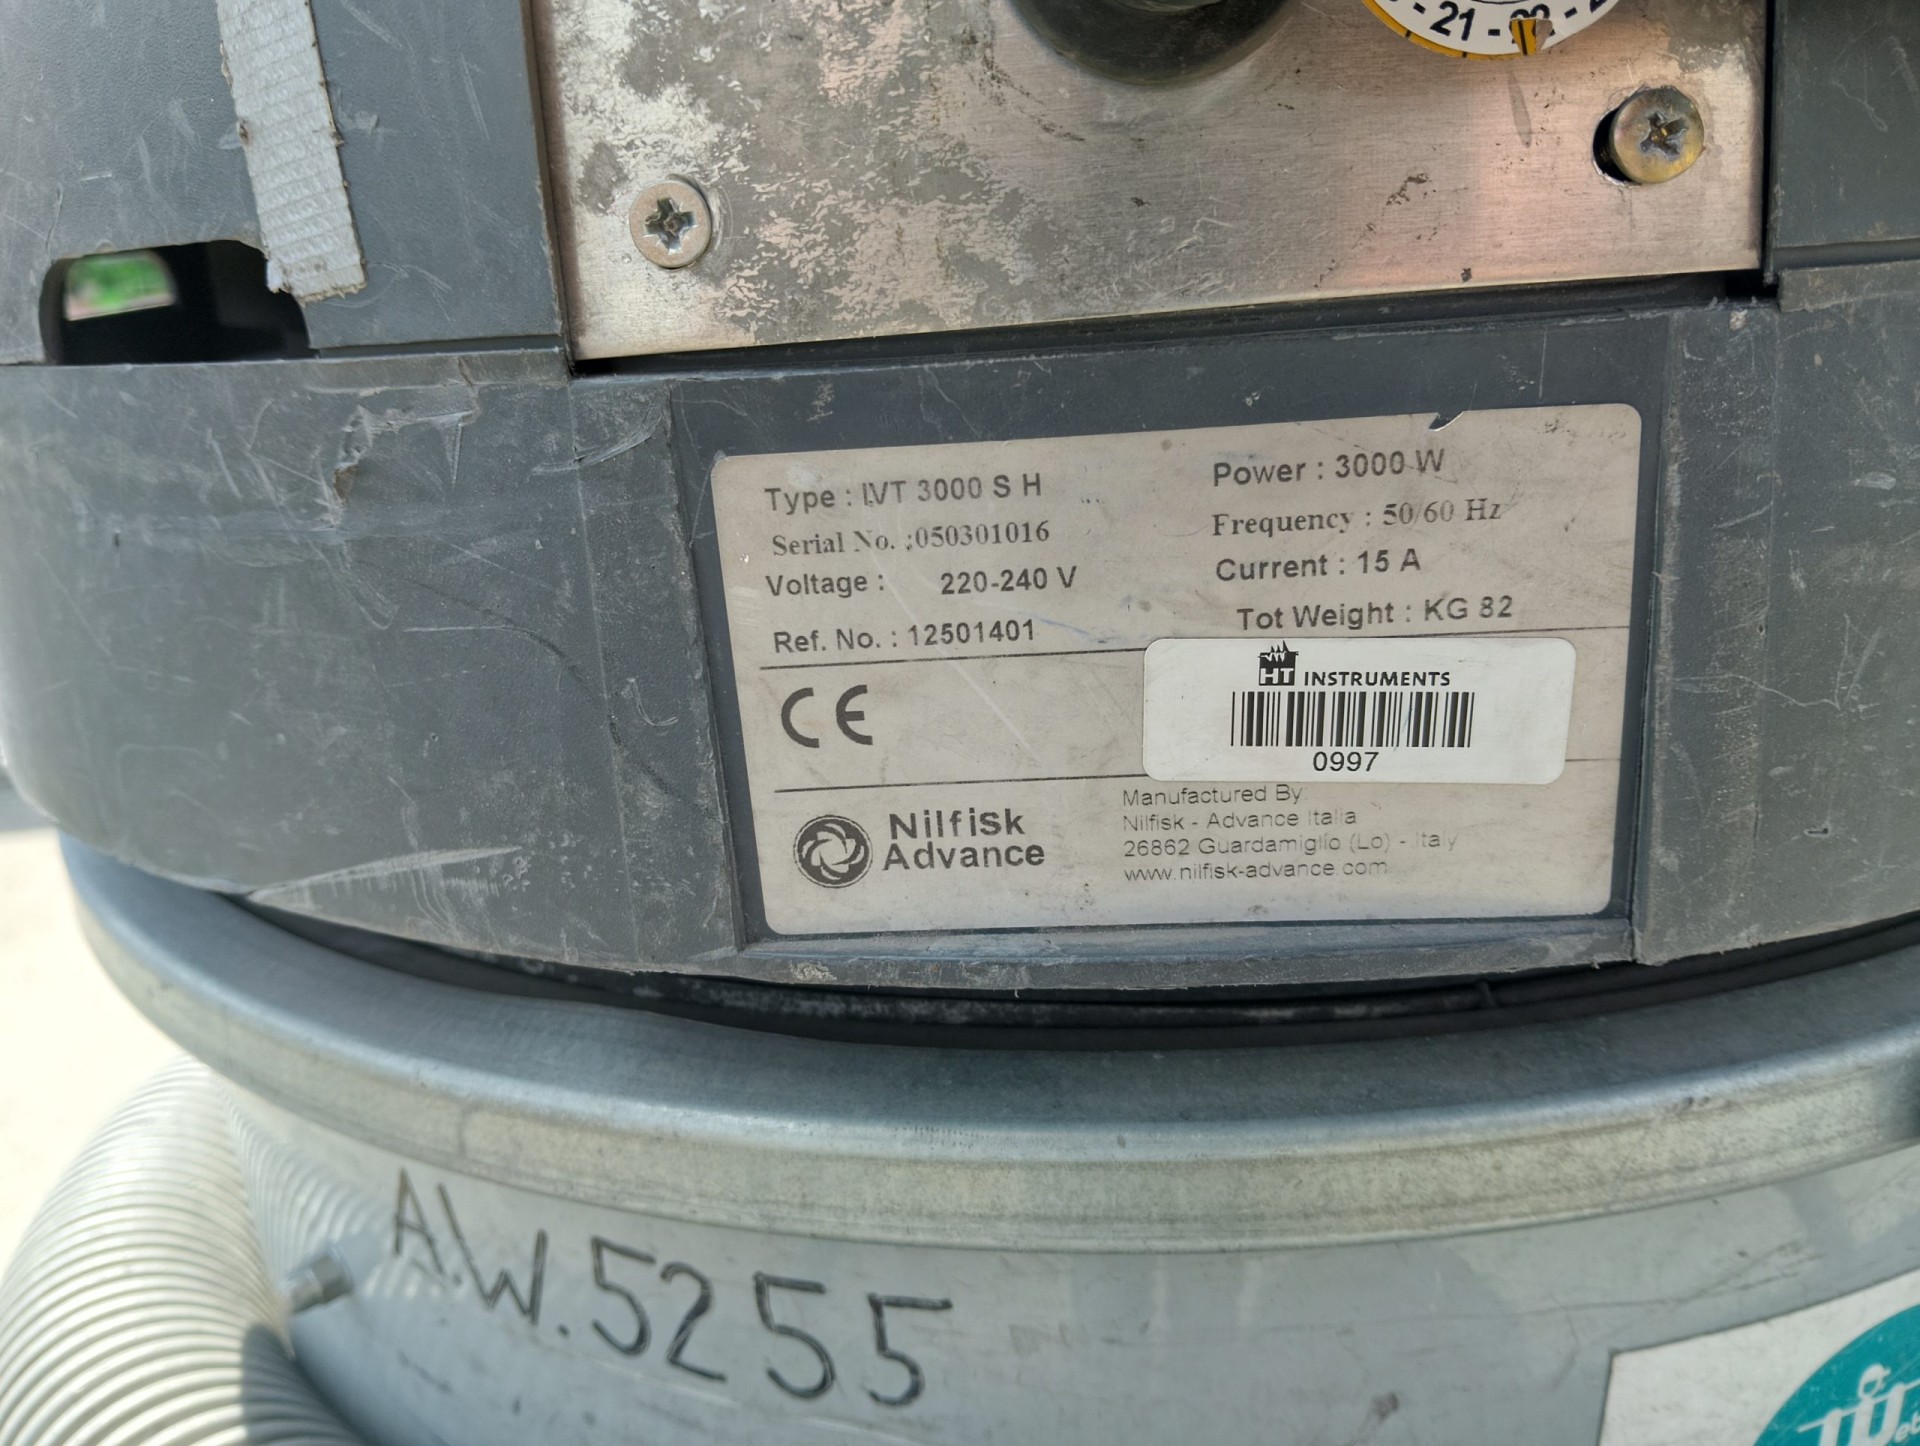 - 21 - 22 - 2
Type : IVT 3000 S H
Power : 3000 W
Serial No. :050301016
Frequency : 50/60 Hz
Voltage : 220-240 V
Current : 15 A
Ref. No. : 12501401
Tot Weight : KG 82
CE
HT INSTRUMENTS
0997
Nilfisk
Advance
Manufactured By
Nilfisk - Advance Italia
26862 Guardamiglio (Lo) - Italy
www.nilfisk-advance.com
A.W. 5255